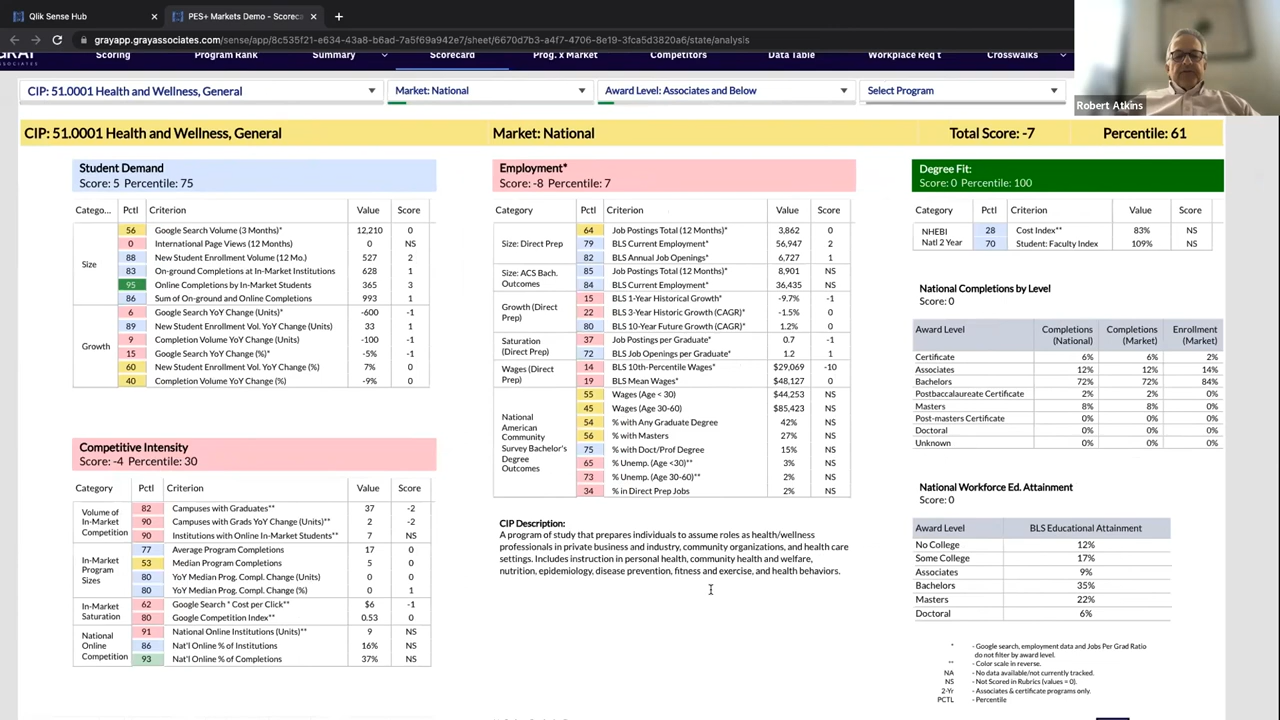 Qlik Sense Hub
PES+ Markets Demo - Scoreca
grayapp.grayassociates.com/sense/app/8c535f21-e634-43a8-b6ad-7a5f69a942e7/sheet/6670d7b3-a4f7-4706-8e19-3fca5d3820a6/state/analysis
Scoring Program Rank Summary Scorecard Prog. x Market Competitors Data Table Workplace Req't Crosswalks
Robert Atkins
CIP: 51.0001 Health and Wellness, General Market: National Award Level: Associates and Below Select Program
CIP: 51.0001 Health and Wellness, General Market: National Total Score: -7 Percentile: 61
Student Demand
Score: 5 Percentile: 75
Catego... Pctl Criterion Value Score
Size
56 Google Search Volume (3 Months)* 12,210 0
0 International Page Views (12 Months) 0 NS
88 New Student Enrollment Volume (12 Mo.) 527 2
83 On-ground Completions at In-Market Institutions 628 1
95 Online Completions by In-Market Students 365 3
86 Sum of On-ground and Online Completions 993 1
Growth
6 Google Search YoY Change (Units)* -600 -1
89 New Student Enrollment Vol. YoY Change (Units) 33 1
9 Completion Volume YoY Change (Units) -100 -1
15 Google Search YoY Change (%)* -5% -1
60 New Student Enrollment Vol. YoY Change (%) 7% 0
40 Completion Volume YoY Change (%) -9% 0
Competitive Intensity
Score: -4 Percentile: 30
Category Pctl Criterion Value Score
Volume of
In-Market
Competition
82 Campuses with Graduates** 37 -2
90 Campuses with Grads YoY Change (Units)** 2 -2
90 Institutions with Online In-Market Students** 7 NS
In-Market
Program
Sizes
77 Average Program Completions 17 0
53 Median Program Completions 5 0
80 YoY Median Prog. Compl. Change (Units) 0 0
80 YoY Median Prog. Compl. Change (%) 0 1
In-Market
Saturation
62 Google Search * Cost per Click** $6 -1
80 Google Competition Index** 0.53 0
National
Online
Competition
91 National Online Institutions (Units)** 9 NS
86 Nat'l Online % of Institutions 16% NS
93 Nat'l Online % of Completions 37% NS
Employment*
Score: -8 Percentile: 7
Category Pctl Criterion Value Score
Size: Direct Prep
64 Job Postings Total (12 Months)* 3,862 0
79 BLS Current Employment* 56,947 2
82 BLS Annual Job Openings* 6,727 1
Size: ACS Bach.
Outcomes
85 Job Postings Total (12 Months)* 8,901 NS
84 BLS Current Employment* 36,435 NS
Growth (Direct
Prep)
15 BLS 1-Year Historical Growth* -9.7% -1
22 BLS 3-Year Historic Growth (CAGR)* -1.5% 0
80 BLS 10-Year Future Growth (CAGR)* 1.2% 0
Saturation
(Direct Prep)
37 Job Postings per Graduate* 0.7 -1
72 BLS Job Openings per Graduate* 1.2 1
Wages (Direct
Prep)
14 BLS 10th-Percentile Wages* $29,069 -10
19 BLS Mean Wages* $48,127 0
National
American
Community
Survey Bachelor's
Degree
Outcomes
55 Wages (Age < 30) $44,253 NS
45 Wages (Age 30-60) $85,423 NS
54 % with Any Graduate Degree 42% NS
56 % with Masters 27% NS
75 % with Doct/Prof Degree 15% NS
65 % Unemp. (Age <30)** 3% NS
73 % Unemp. (Age 30-60)** 2% NS
34 % in Direct Prep Jobs 2% NS
CIP Description:
A program of study that prepares individuals to assume roles as health/wellness
professionals in private business and industry, community organizations, and health care
settings. Includes instruction in personal health, community health and welfare,
nutrition, epidemiology, disease prevention, fitness and exercise, and health behaviors.
Degree Fit:
Score: 0 Percentile: 100
Category Pctl Criterion Value Score
NHEBI
Natl 2 Year
28 Cost Index** 83% NS
70 Student: Faculty Index 109% NS
National Completions by Level
Score: 0
Award Level Completions (National) Completions (Market) Enrollment (Market)
Certificate 6% 6% 2%
Associates 12% 12% 14%
Bachelors 72% 72% 84%
Postbaccalaureate Certificate 2% 2% 0%
Masters 8% 8% 0%
Post-masters Certificate 0% 0% 0%
Doctoral 0% 0% 0%
Unknown 0% 0% 0%
National Workforce Ed. Attainment
Score: 0
Award Level BLS Educational Attainment
No College 12%
Some College 17%
Associates 9%
Bachelors 35%
Masters 22%
Doctoral 6%
* - Google search, employment data and Jobs Per Grad Ratio
do not filter by award level.
** - Color scale in reverse.
NA - No data available/not currently tracked.
NS - Not Scored in Rubrics (values = 0).
2-Yr - Associates & certificate programs only.
PCTL - Percentile